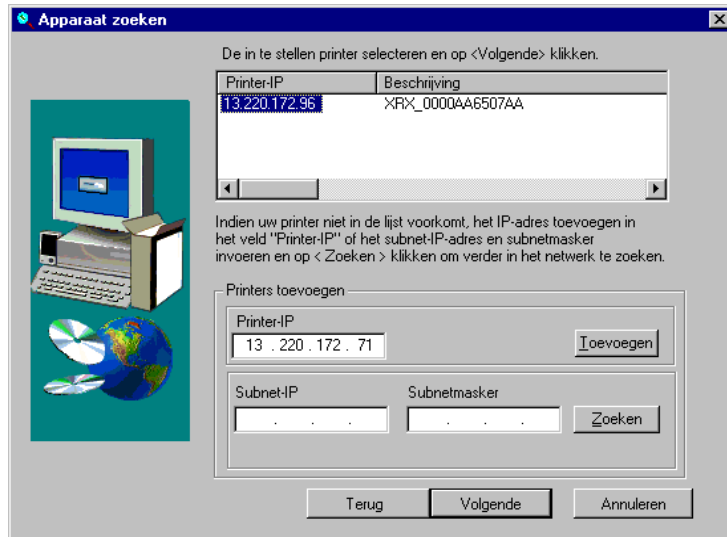 Apparaat zoeken
De in te stellen printer selecteren en op <Volgende> klikken.
Printer-IP Beschrijving
13.220.172.96 XRX_0000AA6507AA
Indien uw printer niet in de lijst voorkomt, het IP-adres toevoegen in
het veld "Printer-IP" of het subnet-IP-adres en subnetmasker
invoeren en op < Zoeken > klikken om verder in het netwerk te zoeken.
Printers toevoegen
Printer-IP
13 . 220 . 172 . 71 Toevoegen
Subnet-IP Subnetmasker
. . . . . . Zoeken
Terug Volgende Annuleren